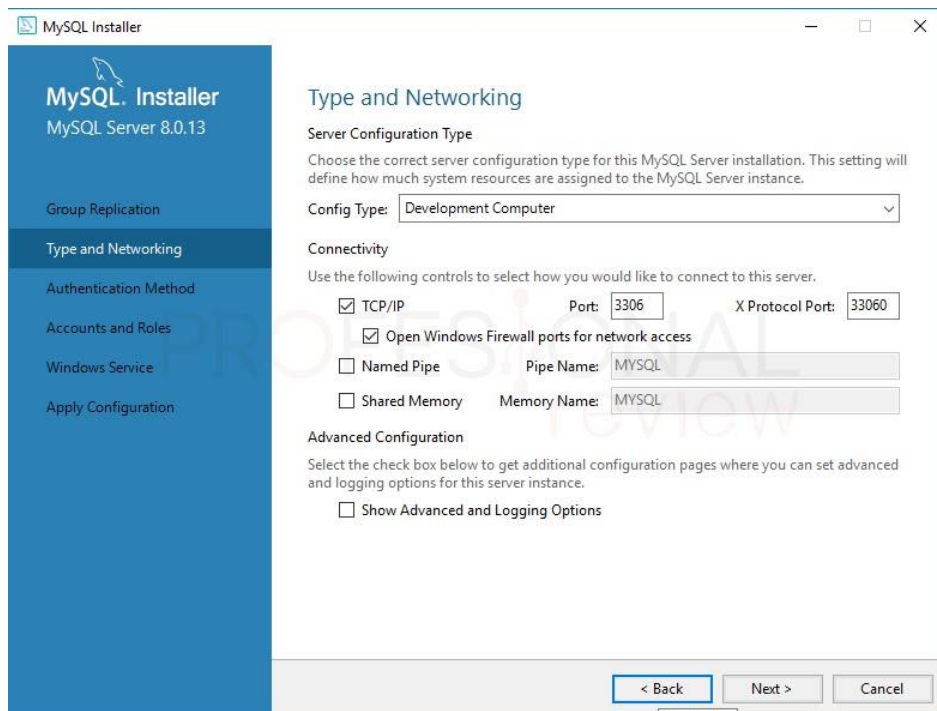 MySQL Installer
MySQL. Installer
MySQL Server 8.0.13
Group Replication
Type and Networking
Authentication Method
Accounts and Roles
Windows Service
Apply Configuration
Type and Networking
Server Configuration Type
Choose the correct server configuration type for this MySQL Server installation. This setting will
define how much system resources are assigned to the MySQL Server instance.
Config Type: Development Computer
Connectivity
Use the following controls to select how you would like to connect to this server.
TCP/IP Port: 3306 X Protocol Port: 33060
Open Windows Firewall ports for network access
Named Pipe Pipe Name: MYSQL
Shared Memory Memory Name: MYSQL
Advanced Configuration
Select the check box below to get additional configuration pages where you can set advanced
and logging options for this server instance.
Show Advanced and Logging Options
< Back Next > Cancel
PROFESIONAL
review